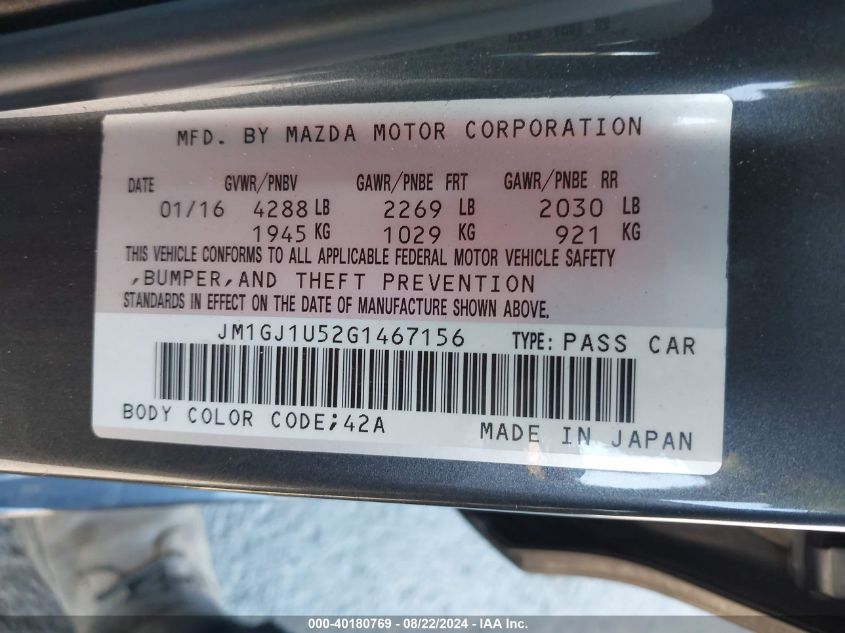 MFD. BY MAZDA MOTOR CORPORATION
DATE GVWR/PNBV GAWR/PNBE FRT GAWR/PNBE RR
01/16 4288 LB 2269 LB 2030 LB
1945 KG 1029 KG 921 KG
THIS VEHICLE CONFORMS TO ALL APPLICABLE FEDERAL MOTOR VEHICLE SAFETY
,BUMPER,AND THEFT PREVENTION
STANDARDS IN EFFECT ON THE DATE OF MANUFACTURE SHOWN ABOVE.
JM1GJ1U52G1467156 TYPE: PASS CAR
BODY COLOR CODE;42A
MADE IN JAPAN
000-40180769 - 08/22/2024 - IAA Inc.